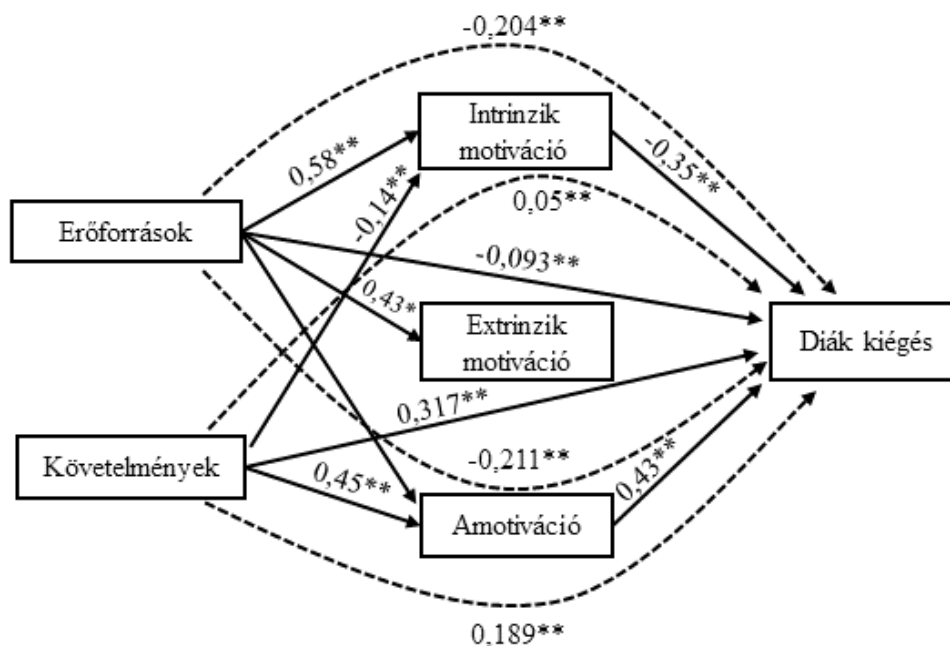 -0,204**
Intrinzik
motiváció
0,58**
-0,14**
-0,35**
0,05**
Erőforrások
-0,093**
0,43*
Extrinzik
motiváció
Diák kiégés
0,317**
Követelmények
0,45**
-0,211**
0,43**
Amotiváció
0,189**